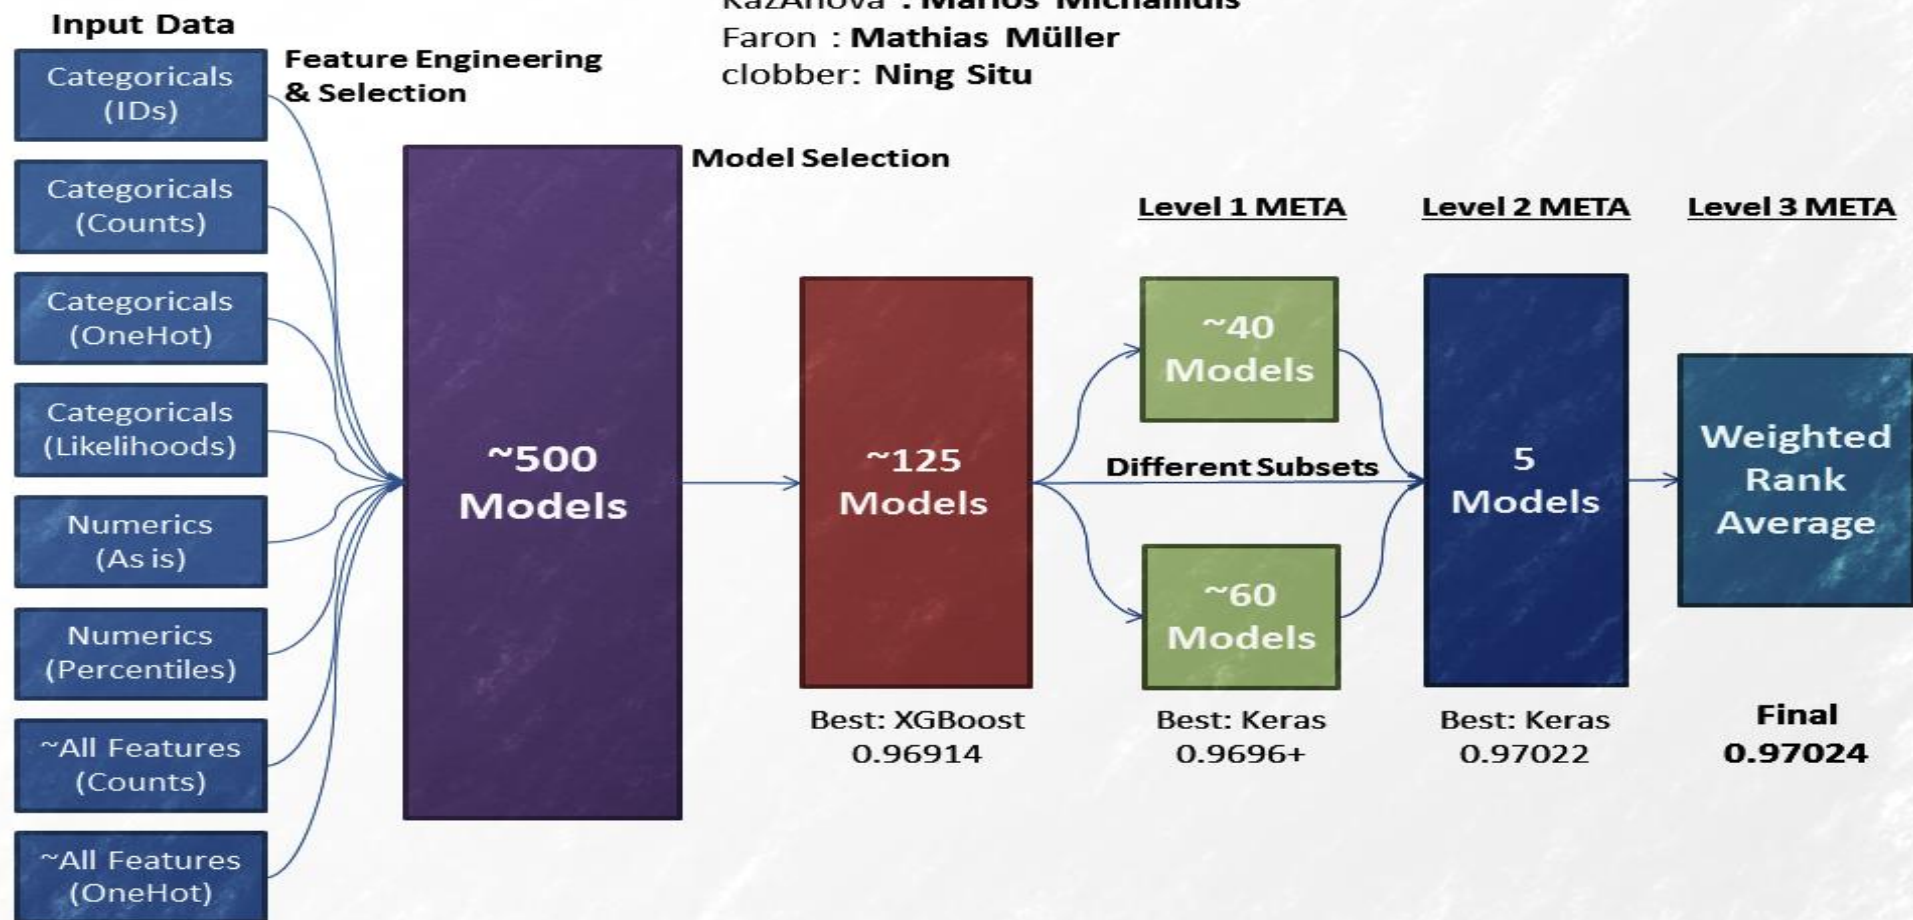 KazAnova : Marios Michailidis
Faron : Mathias Müller
clobber: Ning Situ
Input Data
Feature Engineering
& Selection
Categoricals
(IDs)
Categoricals
(Counts)
Categoricals
(OneHot)
Categoricals
(Likelihoods)
Numerics
(As is)
Numerics
(Percentiles)
~All Features
(Counts)
~All Features
(OneHot)
~500
Models
Model Selection
~125
Models
Best: XGBoost
0.96914
Level 1 META
~40
Models
Different Subsets
~60
Models
Best: Keras
0.9696+
Level 2 META
5
Models
Best: Keras
0.97022
Level 3 META
Weighted
Rank
Average
Final
0.97024